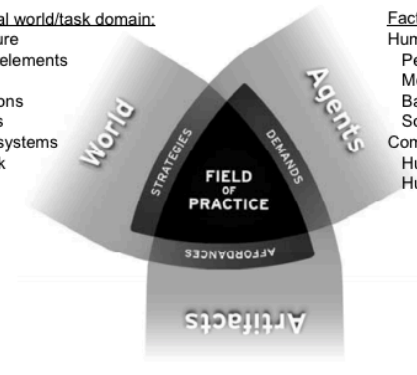 al world/task domain:
ure
elements
ons
s
systems
k
Fact
Hum
Pe
M
Ba
So
Com
Hu
Hu
World
Agents
STRATEGIES
DEMANDS
FIELD
OF
PRACTICE
AFFORDANCES
Artifacts